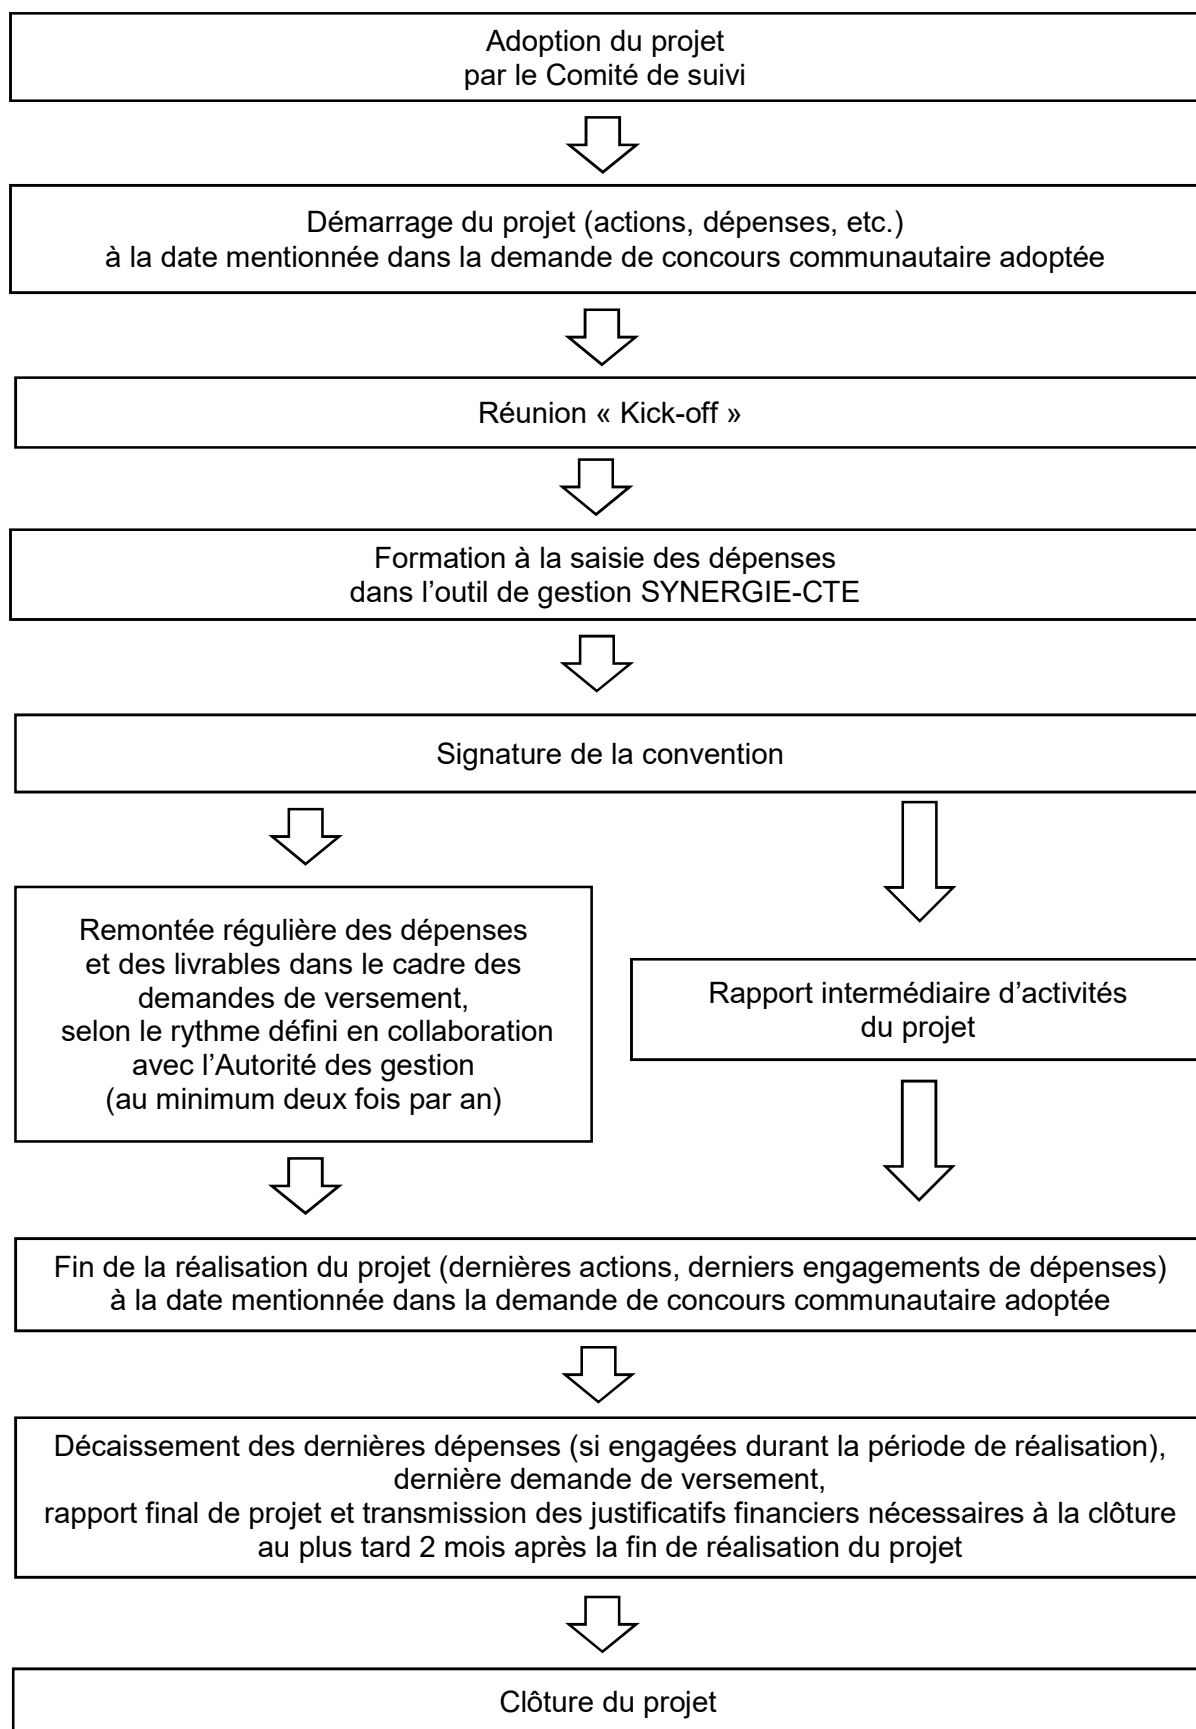 Adoption du projet
par le Comité de suivi
Démarrage du projet (actions, dépenses, etc.)
à la date mentionnée dans la demande de concours communautaire adoptée
Réunion « Kick-off »
Formation à la saisie des dépenses
dans l’outil de gestion SYNERGIE-CTE
Signature de la convention
Remontée régulière des dépenses
et des livrables dans le cadre des
demandes de versement,
selon le rythme défini en collaboration
avec l’Autorité des gestion
(au minimum deux fois par an)
Rapport intermédiaire d’activités
du projet
Fin de la réalisation du projet (dernières actions, derniers engagements de dépenses)
à la date mentionnée dans la demande de concours communautaire adoptée
Décaissement des dernières dépenses (si engagées durant la période de réalisation),
dernière demande de versement,
rapport final de projet et transmission des justificatifs financiers nécessaires à la clôture
au plus tard 2 mois après la fin de réalisation du projet
Clôture du projet